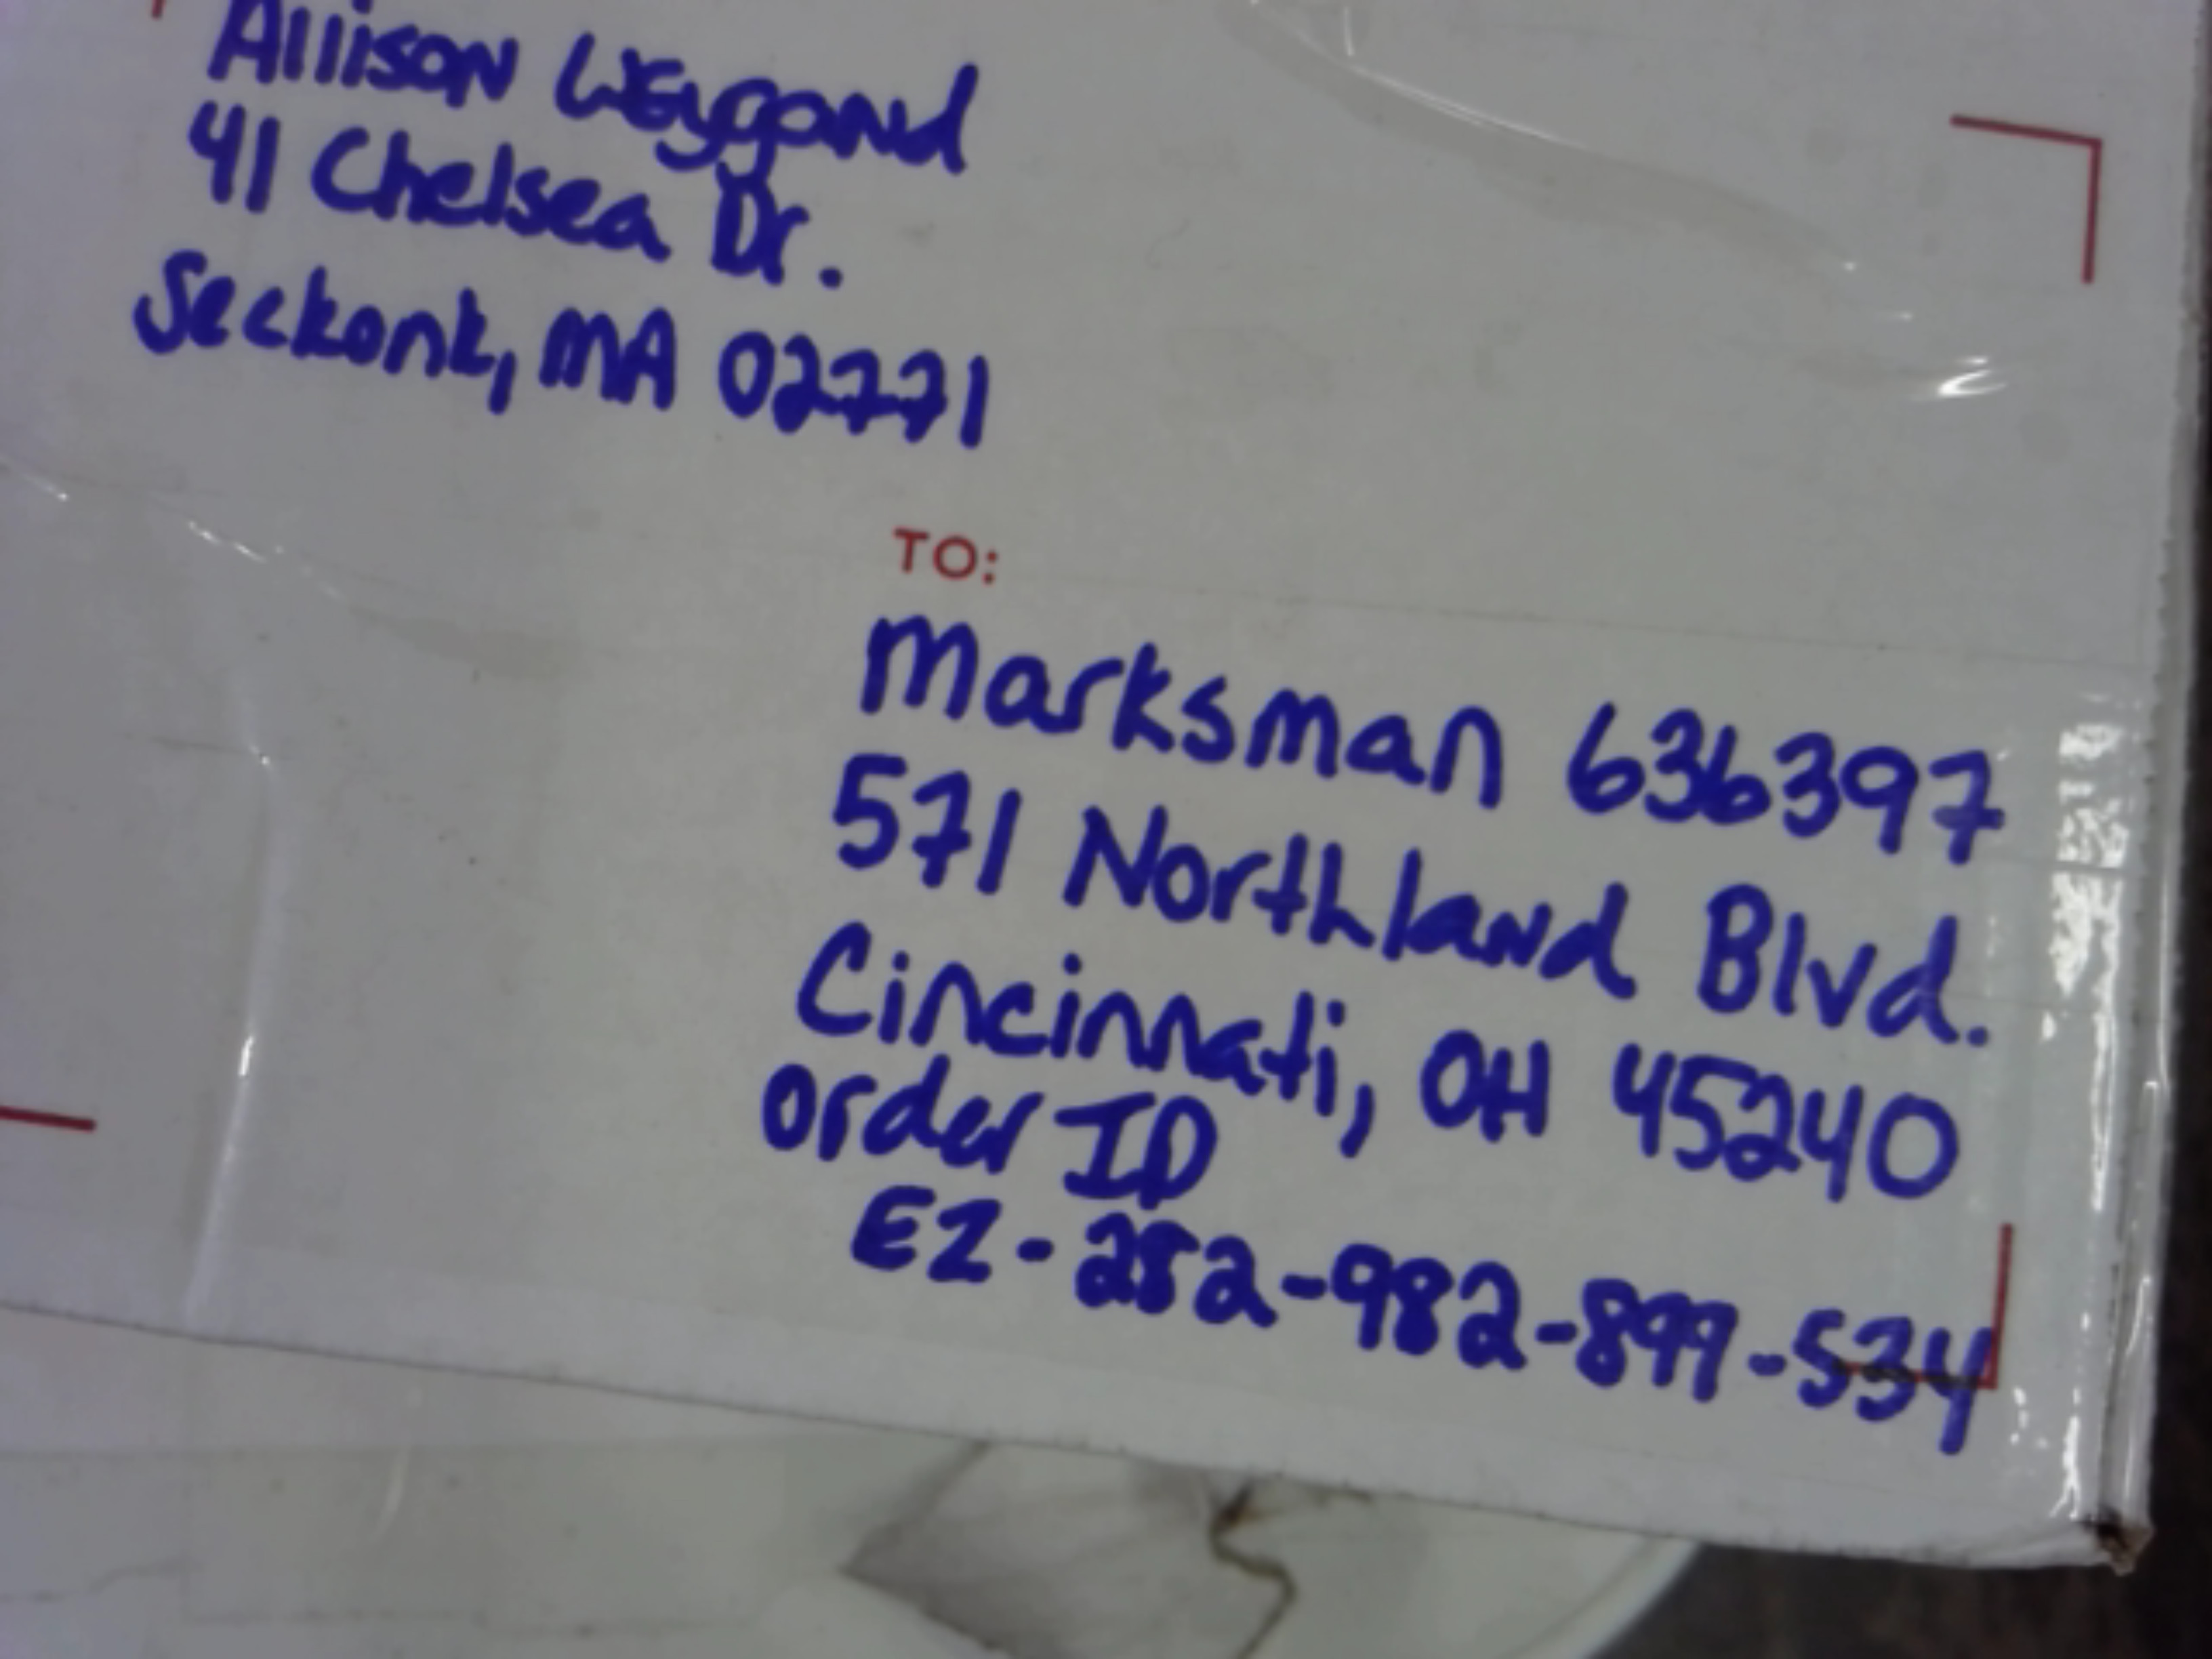 Allison Weygand
41 Chelsea Dr.
Seekonk, MA 02771
TO:
Marksman 636397
571 Northland Blvd.
Cincinnati, OH 45240
Order ID
EZ-282-982-899-534